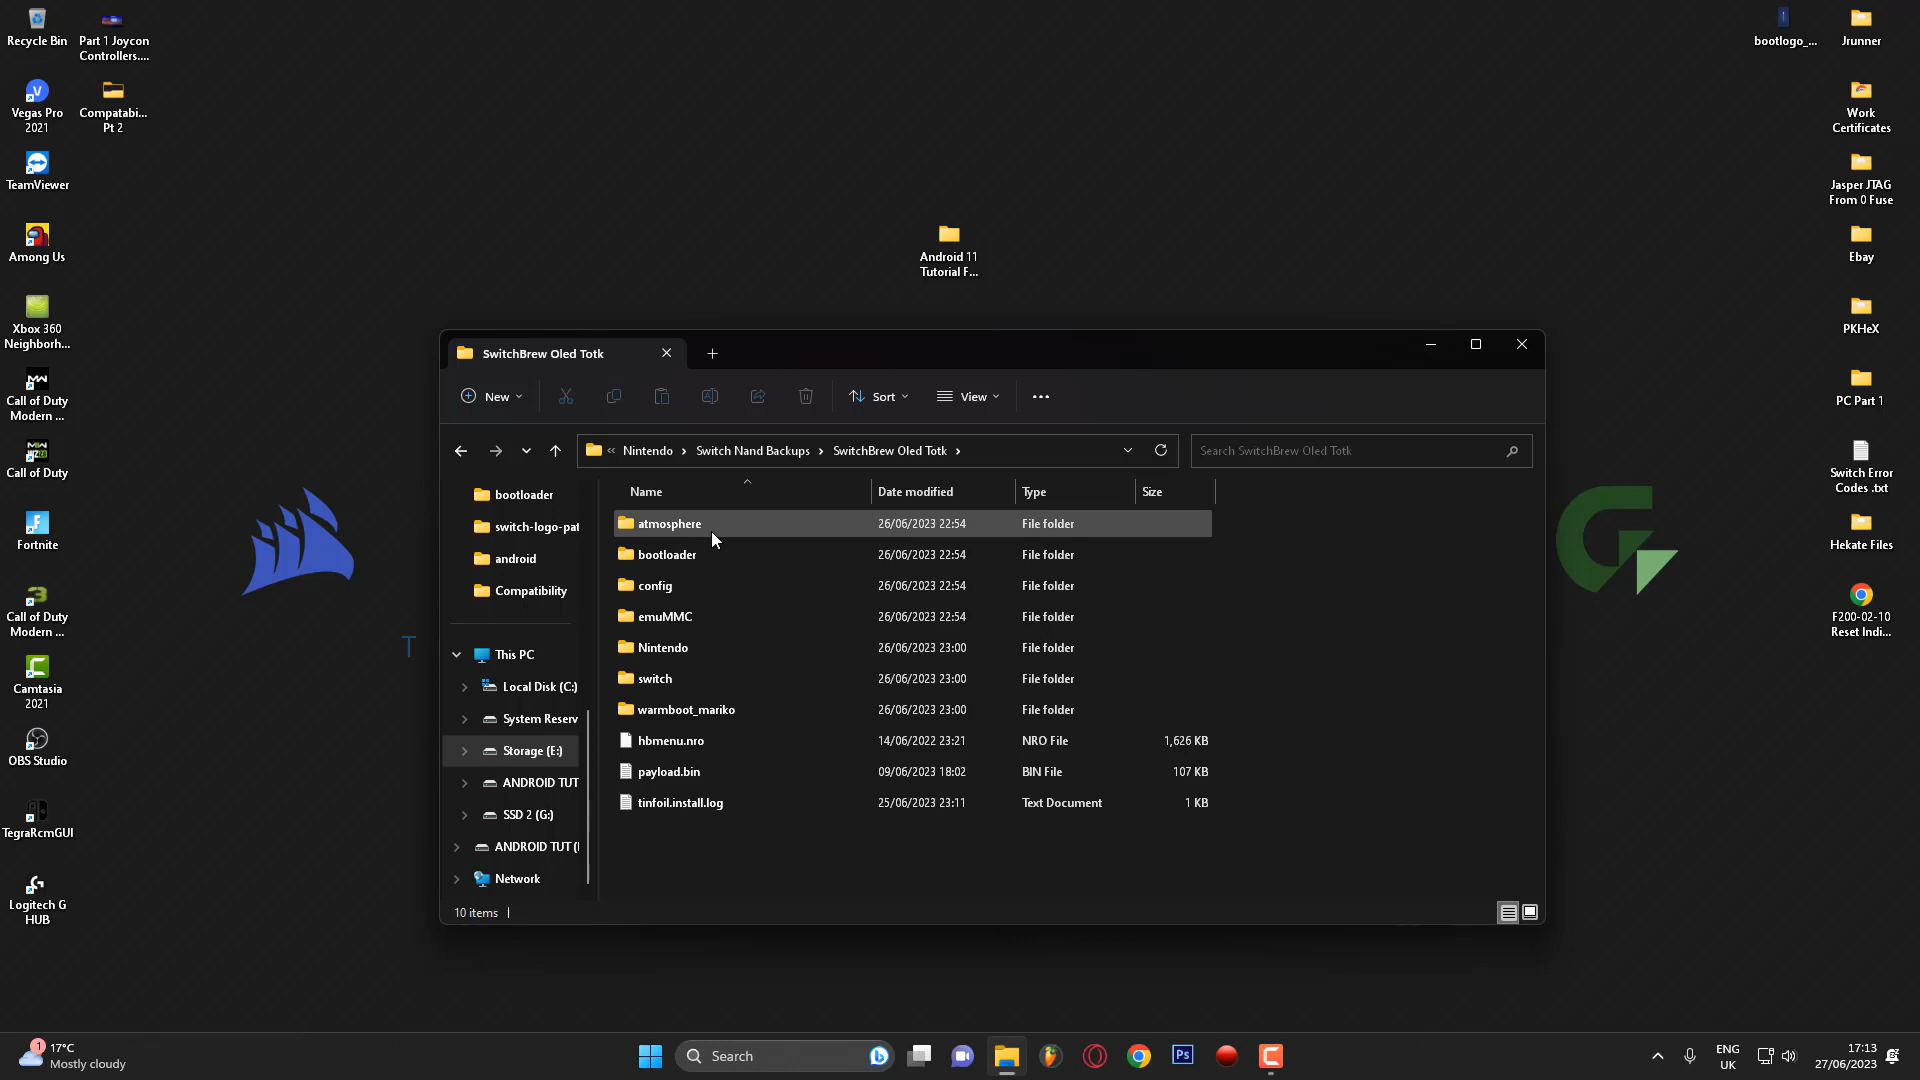 Recycle Bin
Part 1 Joycon
Controllers....
Vegas Pro
2021
Compatabi...
Pt 2
TeamViewer
Among Us
Xbox 360
Neighborh...
Call of Duty
Modern ...
Call of Duty
Fortnite
Call of Duty
Modern ...
Camtasia
2021
OBS Studio
TegraRcmGUI
Logitech G
HUB
Android 11
Tutorial F...
bootlogo_...
Jrunner
Work
Certificates
Jasper JTAG
From 0 Fuse
Ebay
PKHeX
PC Part 1
Switch Error
Codes .txt
Hekate Files
F200-02-10
Reset Indi...
T
SwitchBrew Oled Totk
New
Sort
View
« Nintendo > Switch Nand Backups > SwitchBrew Oled Totk >
Search SwitchBrew Oled Totk
bootloader
switch-logo-pat
android
Compatibility
This PC
Local Disk (C:)
System Reserv
Storage (E:)
ANDROID TUT
SSD 2 (G:)
ANDROID TUT (
Network
Name Date modified Type Size
atmosphere 26/06/2023 22:54 File folder
bootloader 26/06/2023 22:54 File folder
config 26/06/2023 22:54 File folder
emuMMC 26/06/2023 22:54 File folder
Nintendo 26/06/2023 23:00 File folder
switch 26/06/2023 23:00 File folder
warmboot_mariko 26/06/2023 23:00 File folder
hbmenu.nro 14/06/2022 23:21 NRO File 1,626 KB
payload.bin 09/06/2023 18:02 BIN File 107 KB
tinfoil.install.log 25/06/2023 23:11 Text Document 1 KB
10 items
1
17°C
Mostly cloudy
Search
Ps
ENG
UK
17:13
27/06/2023